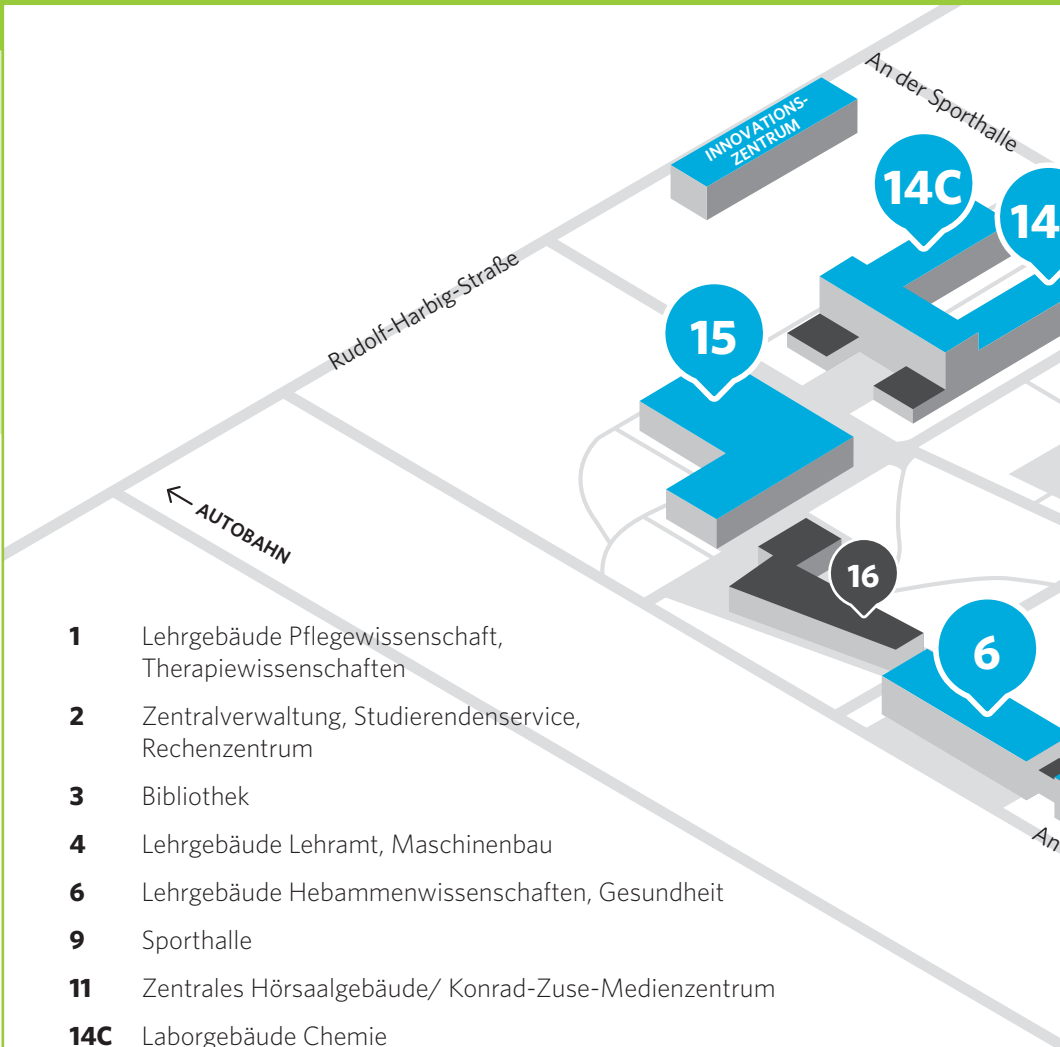 An der Sporthalle
INNOVATIONS-
ZENTRUM
14C
14
Rudolf-Harbig-Straße
15
← AUTOBAHN
16
6
An
1 Lehrgebäude Pflegewissenschaft,
Therapiewissenschaften
2 Zentralverwaltung, Studierendenservice,
Rechenzentrum
3 Bibliothek
4 Lehrgebäude Lehramt, Maschinenbau
6 Lehrgebäude Hebammenwissenschaften, Gesundheit
9 Sporthalle
11 Zentrales Hörsaalgebäude/ Konrad-Zuse-Medienzentrum
14C Laborgebäude Chemie